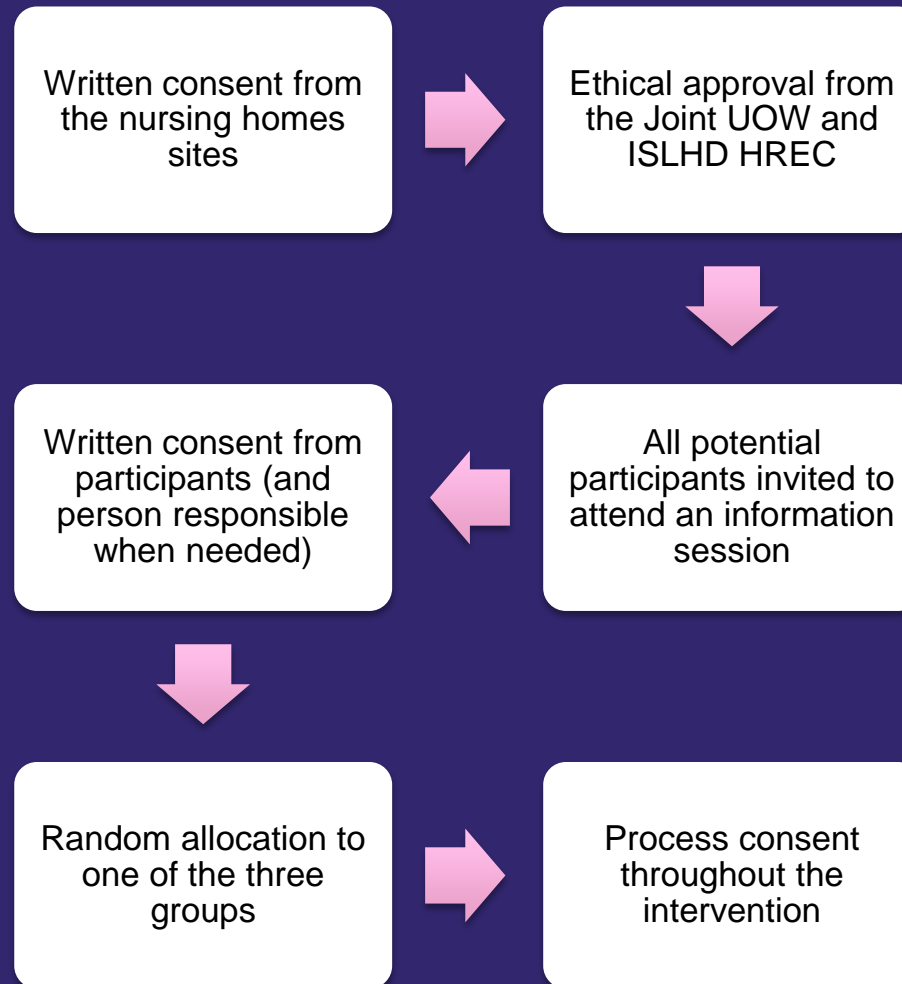 Written consent from
the nursing homes
sites
Ethical approval from
the Joint UOW and
ISLHD HREC
All potential
participants invited to
attend an information
session
Written consent from
participants (and
person responsible
when needed)
Random allocation to
one of the three
groups
Process consent
throughout the
intervention